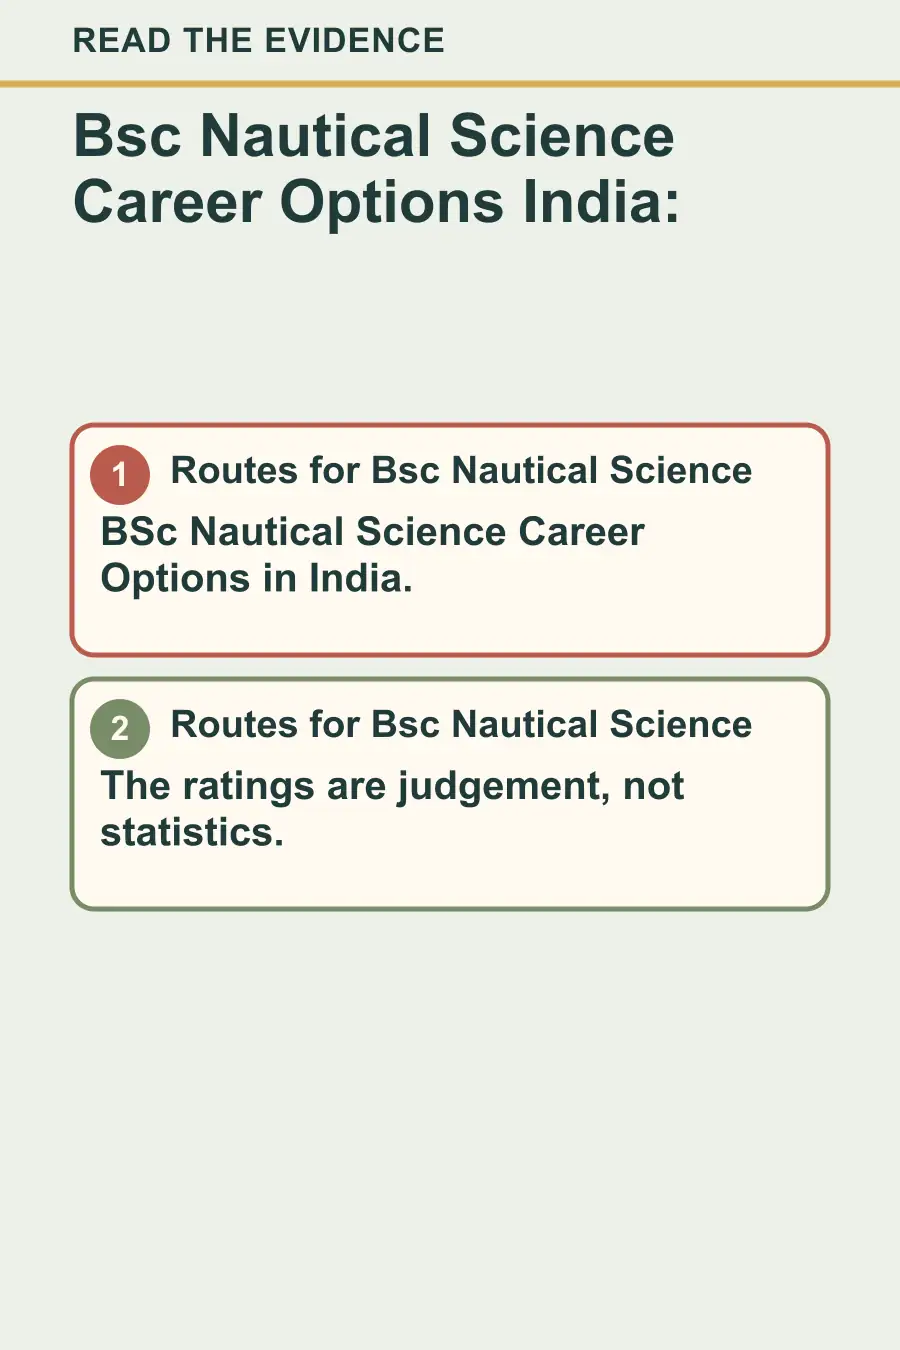 READ THE EVIDENCE
Bsc Nautical Science
Career Options India:
1 Routes for Bsc Nautical Science
BSc Nautical Science Career
Options in India.
2 Routes for Bsc Nautical Science
The ratings are judgement, not
statistics.